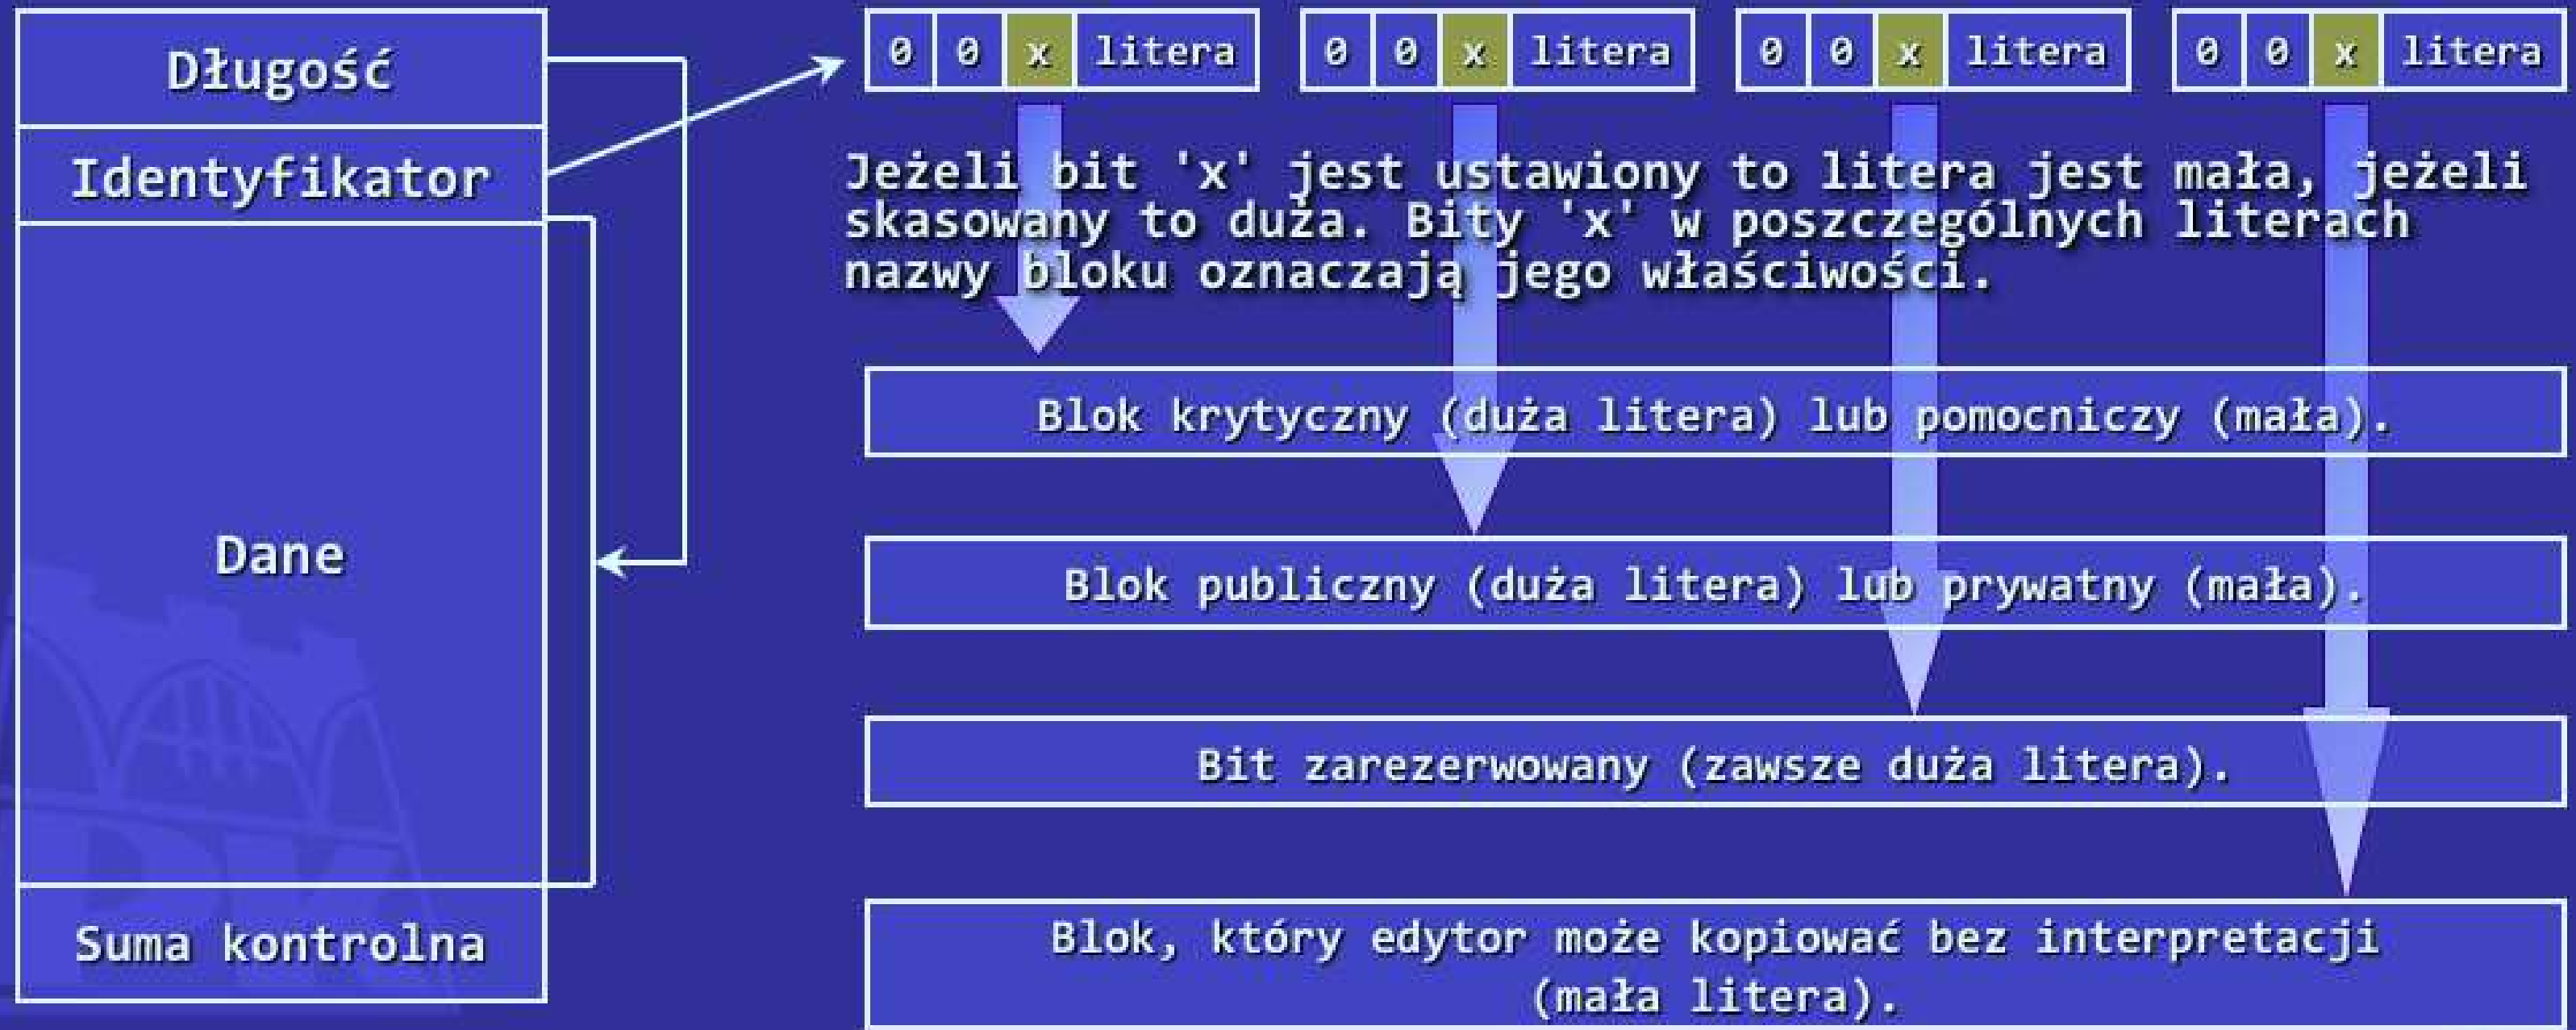 Długość
Identyfikator
Dane
Suma kontrolna
0 0 x litera 0 0 x litera 0 0 x litera 0 0 x litera
Jeżeli bit 'x' jest ustawiony to litera jest mała, jeżeli
skasowany to duża. Bity 'x' w poszczególnych literach
nazwy bloku oznaczają jego właściwości.
Blok krytyczny (duża litera) lub pomocniczy (mała).
Blok publiczny (duża litera) lub prywatny (mała).
Bit zarezerwowany (zawsze duża litera).
Blok, który edytor może kopiować bez interpretacji
(mała litera).